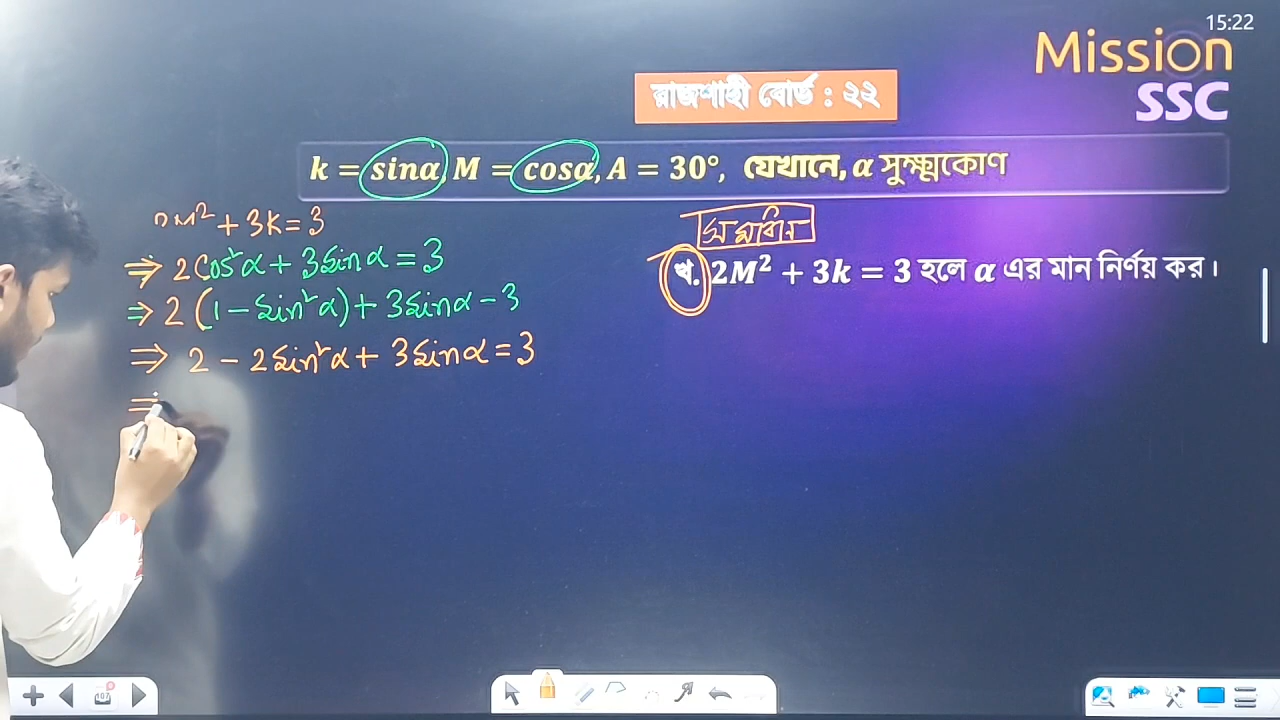 15:22
Mission
SSC
রাজশাহী বোর্ড : ২২
k = sinα, M = cosα, A = 30°, যেখানে, α সুক্ষ্মকোণ
M² + 3K = 3
⇒ 2cos²α + 3sinα = 3
⇒ 2(1 - sin²α) + 3sinα - 3
⇒ 2 - 2sin²α + 3sinα = 3
খ. 2M² + 3k = 3 হলে α এর মান নির্ণয় কর।